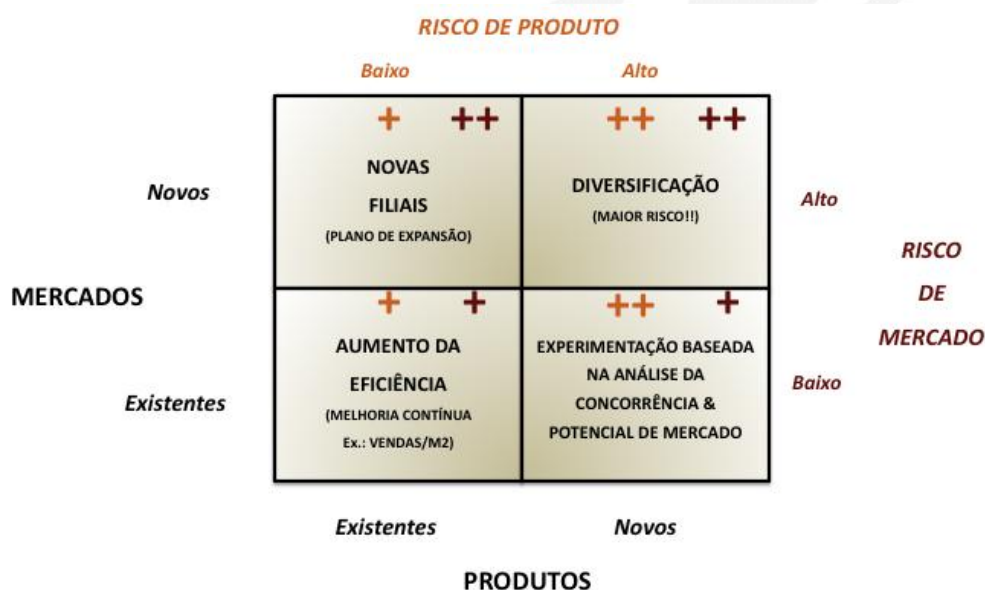 RISCO DE PRODUTO
Baixo
Alto
+ ++
++ ++
Novos
NOVAS
FILIAIS
(PLANO DE EXPANSÃO)
DIVERSIFICAÇÃO
(MAIOR RISCO!!)
Alto
RISCO
DE
MERCADO
MERCADOS
+ +
++ +
Existentes
AUMENTO DA
EFICIÊNCIA
(MELHORIA CONTÍNUA
Ex.: VENDAS/M2)
EXPERIMENTAÇÃO BASEADA
NA ANÁLISE DA
CONCORRÊNCIA &
POTENCIAL DE MERCADO
Baixo
Existentes
Novos
PRODUTOS